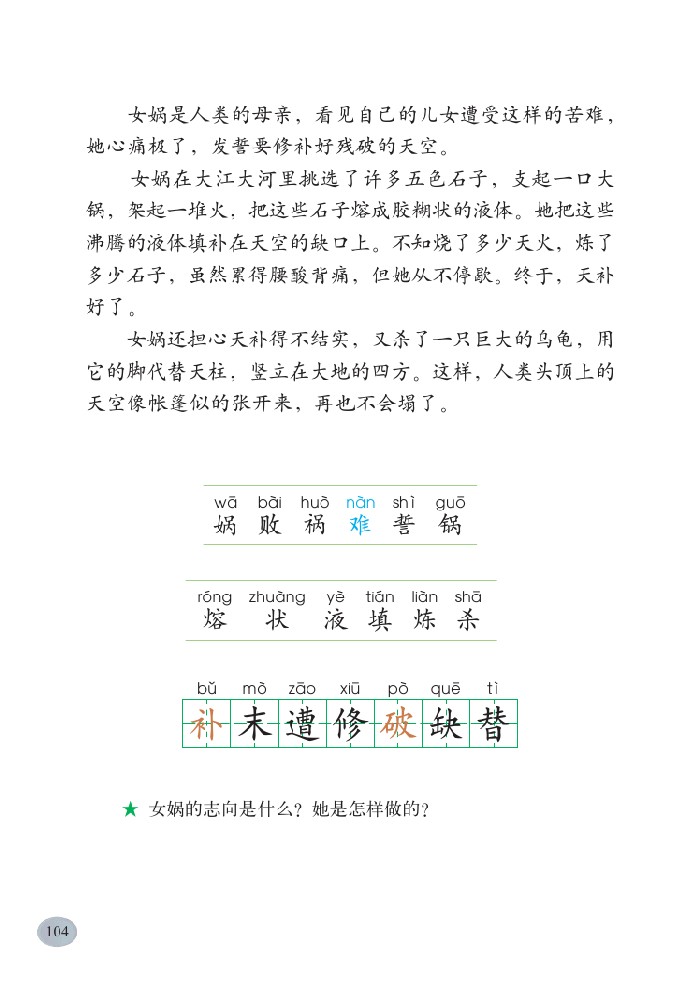 女娲是人类的母亲，看见自己的儿女遭受这样的苦难，
她心痛极了，发誓要修补好残破的天空。
女娲在大江大河里挑选了许多五色石子，支起一口大
锅，架起一堆火，把这些石子熔成胶糊状的液体。她把这些
沸腾的液体填补在天空的缺口上。不知烧了多少天火，炼了
多少石子，虽然累得腰酸背痛，但她从不停歇。终于，天补
好了。
女娲还担心天补得不结实，又杀了一只巨大的乌龟，用
它的脚代替天柱，竖立在大地的四方。这样，人类头顶上的
天空像帐篷似的张开来，再也不会塌了。
wā bài huò nàn shì guō
娲 败 祸 难 誓 锅
róng zhuàng yè tián liàn shā
熔 状 液 填 炼 杀
bǔ mò zāo xiū pò quē tì
补 末 遭 修 破 缺 替
★ 女娲的志向是什么？她是怎样做的？
104